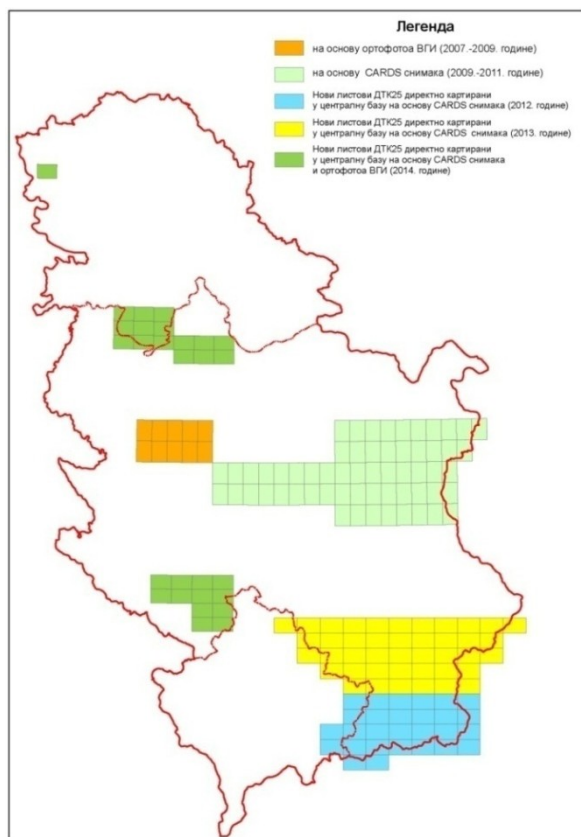 Легенда
на основу ортофотоа ВГИ (2007.-2009. године)
на основу CARDS снимака (2009.-2011. године)
Нови листови ДТК25 директно картирани
у централну базу на основу CARDS снимака (2012. године)
Нови листови ДТК25 директно картирани
у централну базу на основу CARDS снимака (2013. године)
Нови листови ДТК25 директно картирани
у централну базу на основу CARDS снимака
и ортофотоа ВГИ (2014. године)